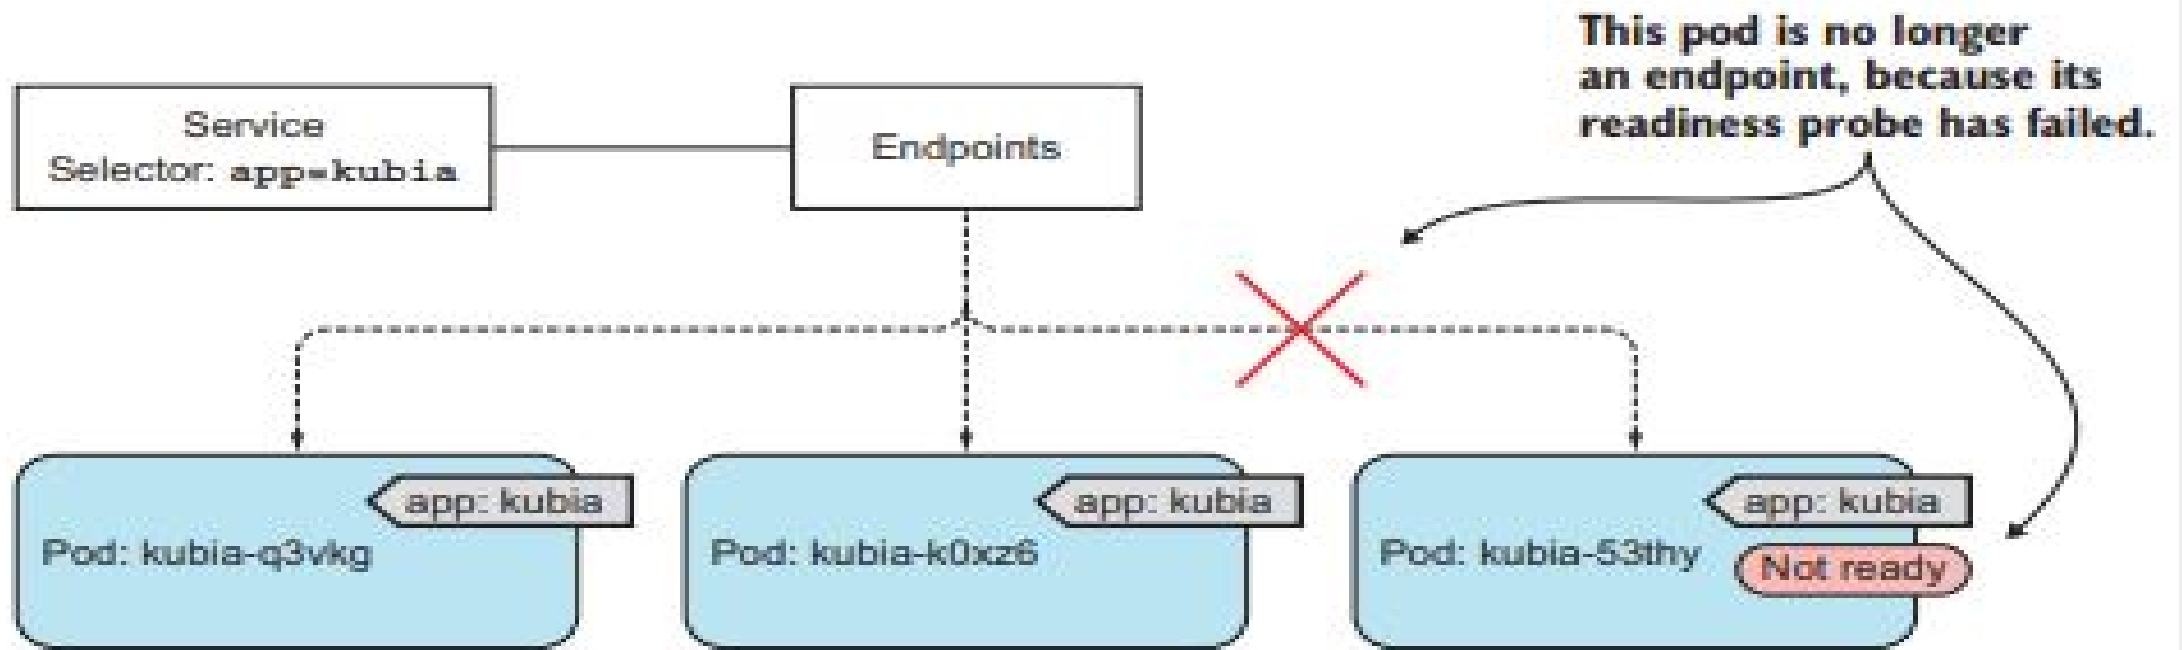 This pod is no longer
an endpoint, because its
readiness probe has failed.
Service
Selector: app=kubia
Endpoints
app: kubia
Pod: kubia-q3vkg
app: kubia
Pod: kubia-k0xz6
app: kubia
Pod: kubia-53thy
Not ready